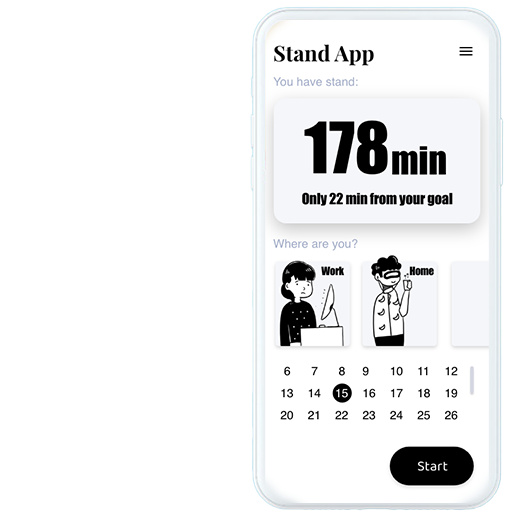 Stand App
You have stand:
178 min
Only 22 min from your goal
Where are you?
Work
Home
6 7 8 9 10 11 12
13 14 15 16 17 18 19
20 21 22 23 24 25 26
Start